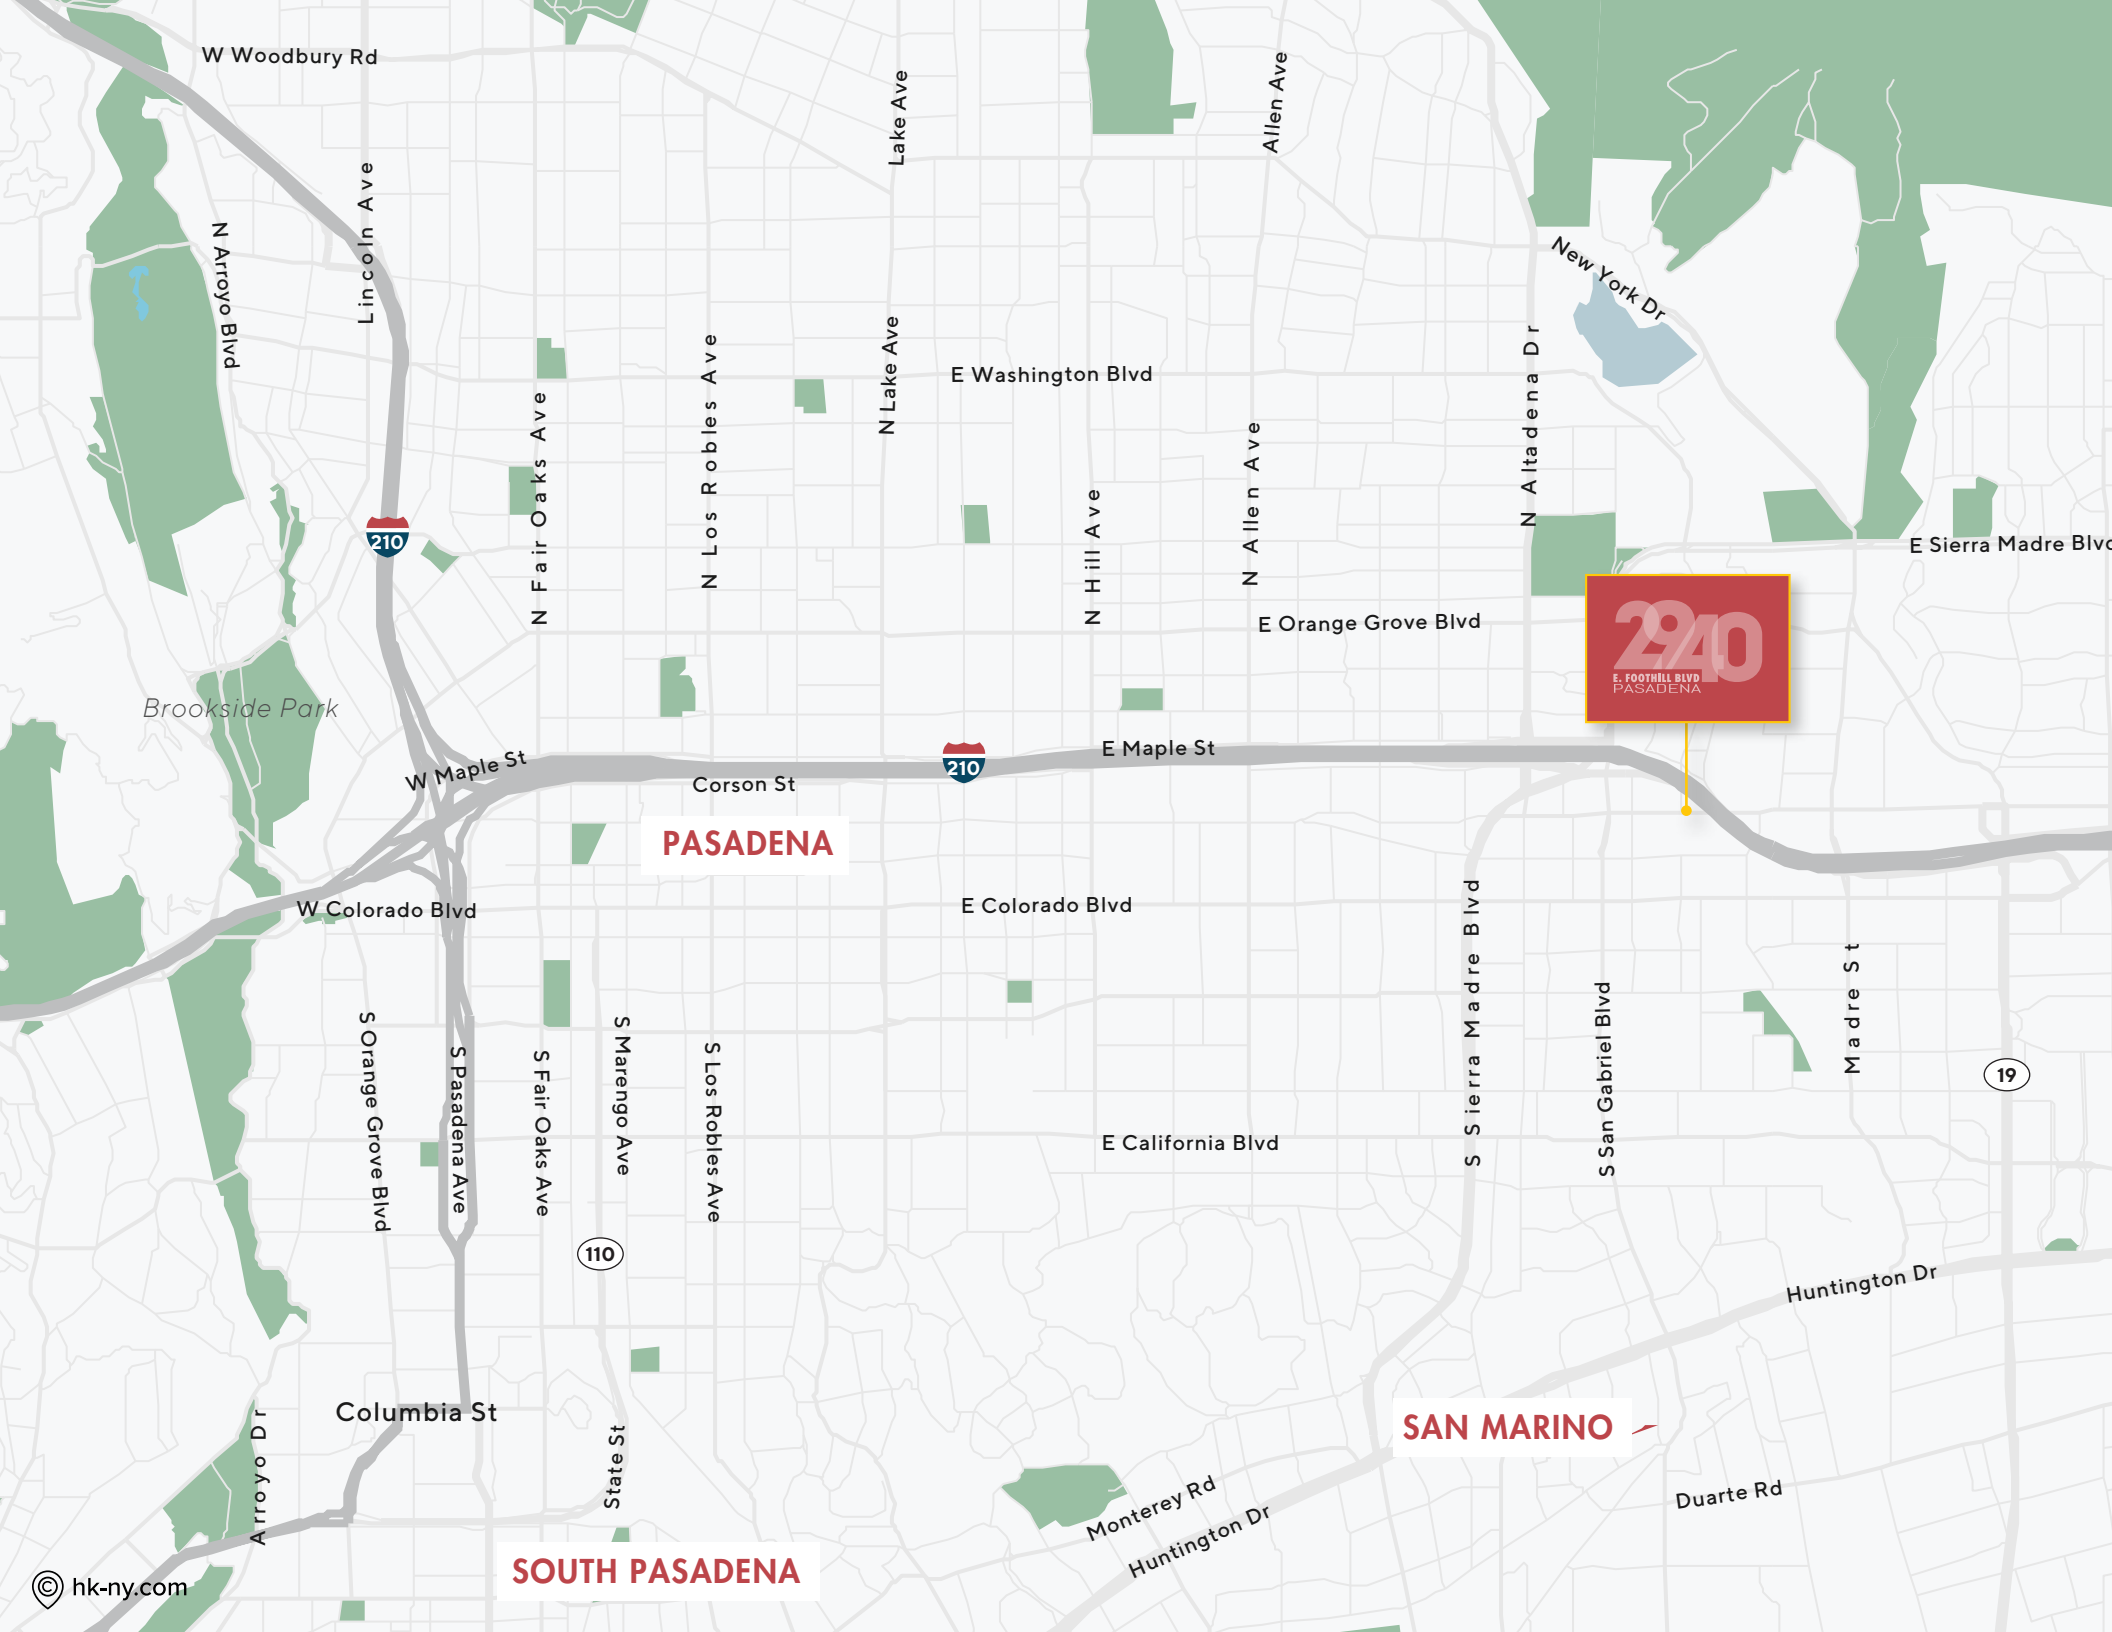 W Woodbury Rd
Lake Ave
Allen Ave
Lincoln Ave
N Arroyo Blvd
New York Dr
N Lake Ave
E Washington Blvd
N Los Robles Ave
N Altadena Dr
N Fair Oaks Ave
N Allen Ave
N Hill Ave
210
E Sierra Madre Blvd
E Orange Grove Blvd
2940
E. FOOTHILL BLVD
PASADENA
Brookside Park
W Maple St
E Maple St
210
Corson St
PASADENA
W Colorado Blvd
E Colorado Blvd
S Sierra Madre Blvd
Madre St
S San Gabriel Blvd
S Orange Grove Blvd
S Pasadena Ave
S Fair Oaks Ave
S Marengo Ave
S Los Robles Ave
19
E California Blvd
110
Huntington Dr
Columbia St
Arroyo Dr
State St
SAN MARINO
Monterey Rd
Huntington Dr
Duarte Rd
SOUTH PASADENA
© hk-ny.com